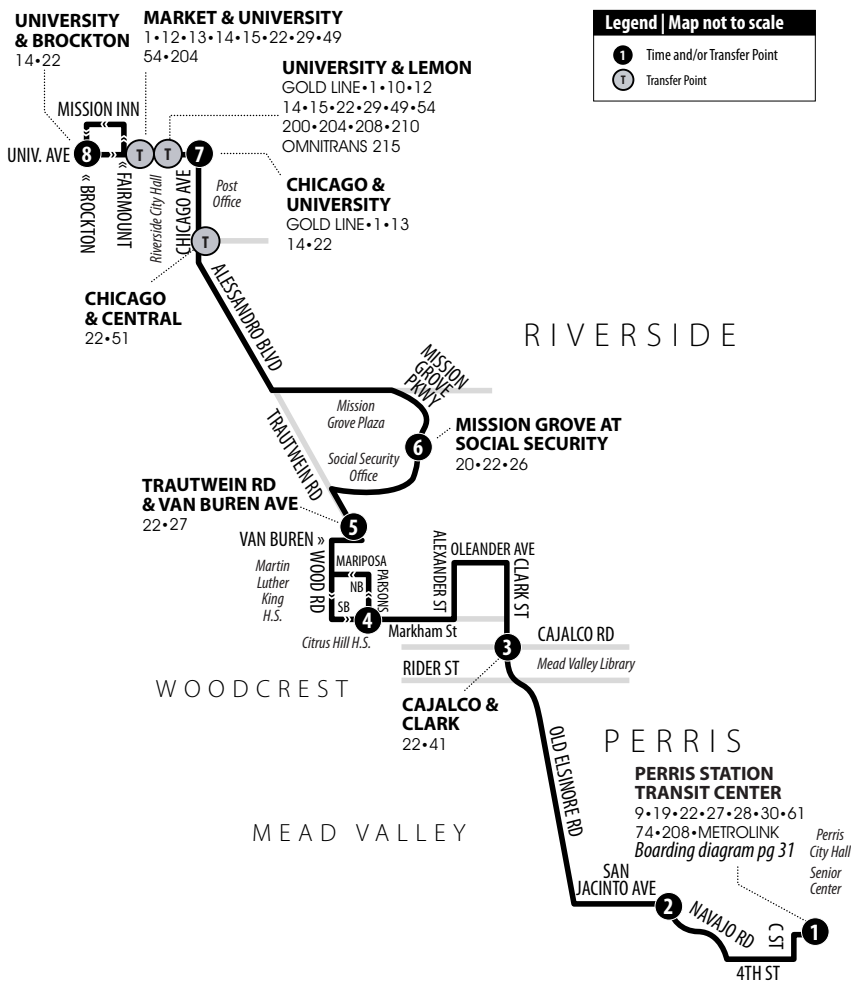 UNIVERSITY
& BROCKTON
14•22
MARKET & UNIVERSITY
1•12•13•14•15•22•29•49
54•204
UNIVERSITY & LEMON
GOLD LINE•1•10•12
14•15•22•29•49•54
200•204•208•210
OMNITRANS 215
Legend | Map not to scale
1 Time and/or Transfer Point
T Transfer Point
MISSION INN
UNIV. AVE
8
T
T
7
« BROCKTON
« FAIRMOUNT
Riverside City Hall
CHICAGO AVE
Post
Office
CHICAGO &
UNIVERSITY
GOLD LINE•1•13
14•22
T
CHICAGO
& CENTRAL
22•51
ALESSANDRO BLVD
RIVERSIDE
MISSION
GROVE
PKWY
Mission
Grove Plaza
TRAUTWEIN RD
6
MISSION GROVE AT
SOCIAL SECURITY
20•22•26
Social Security
Office
TRAUTWEIN RD
& VAN BUREN AVE
22•27
5
VAN BUREN »
WOOD RD
MARIPOSA
NB
PARSONS
SB
Martin
Luther
King
H.S.
4
Citrus Hill H.S.
Markham St
ALEXANDER ST
OLEANDER AVE
CLARK ST
3
CAJALCO RD
RIDER ST
Mead Valley Library
WOODCREST
CAJALCO &
CLARK
22•41
OLD ELSINORE RD
PERRIS
PERRIS STATION
TRANSIT CENTER
9•19•22•27•28•30•61
74•208•METROLINK
Boarding diagram pg 31
Perris
City Hall
Senior
Center
MEAD VALLEY
SAN
JACINTO AVE
2
NAVAJO RD
C ST
1
4TH ST